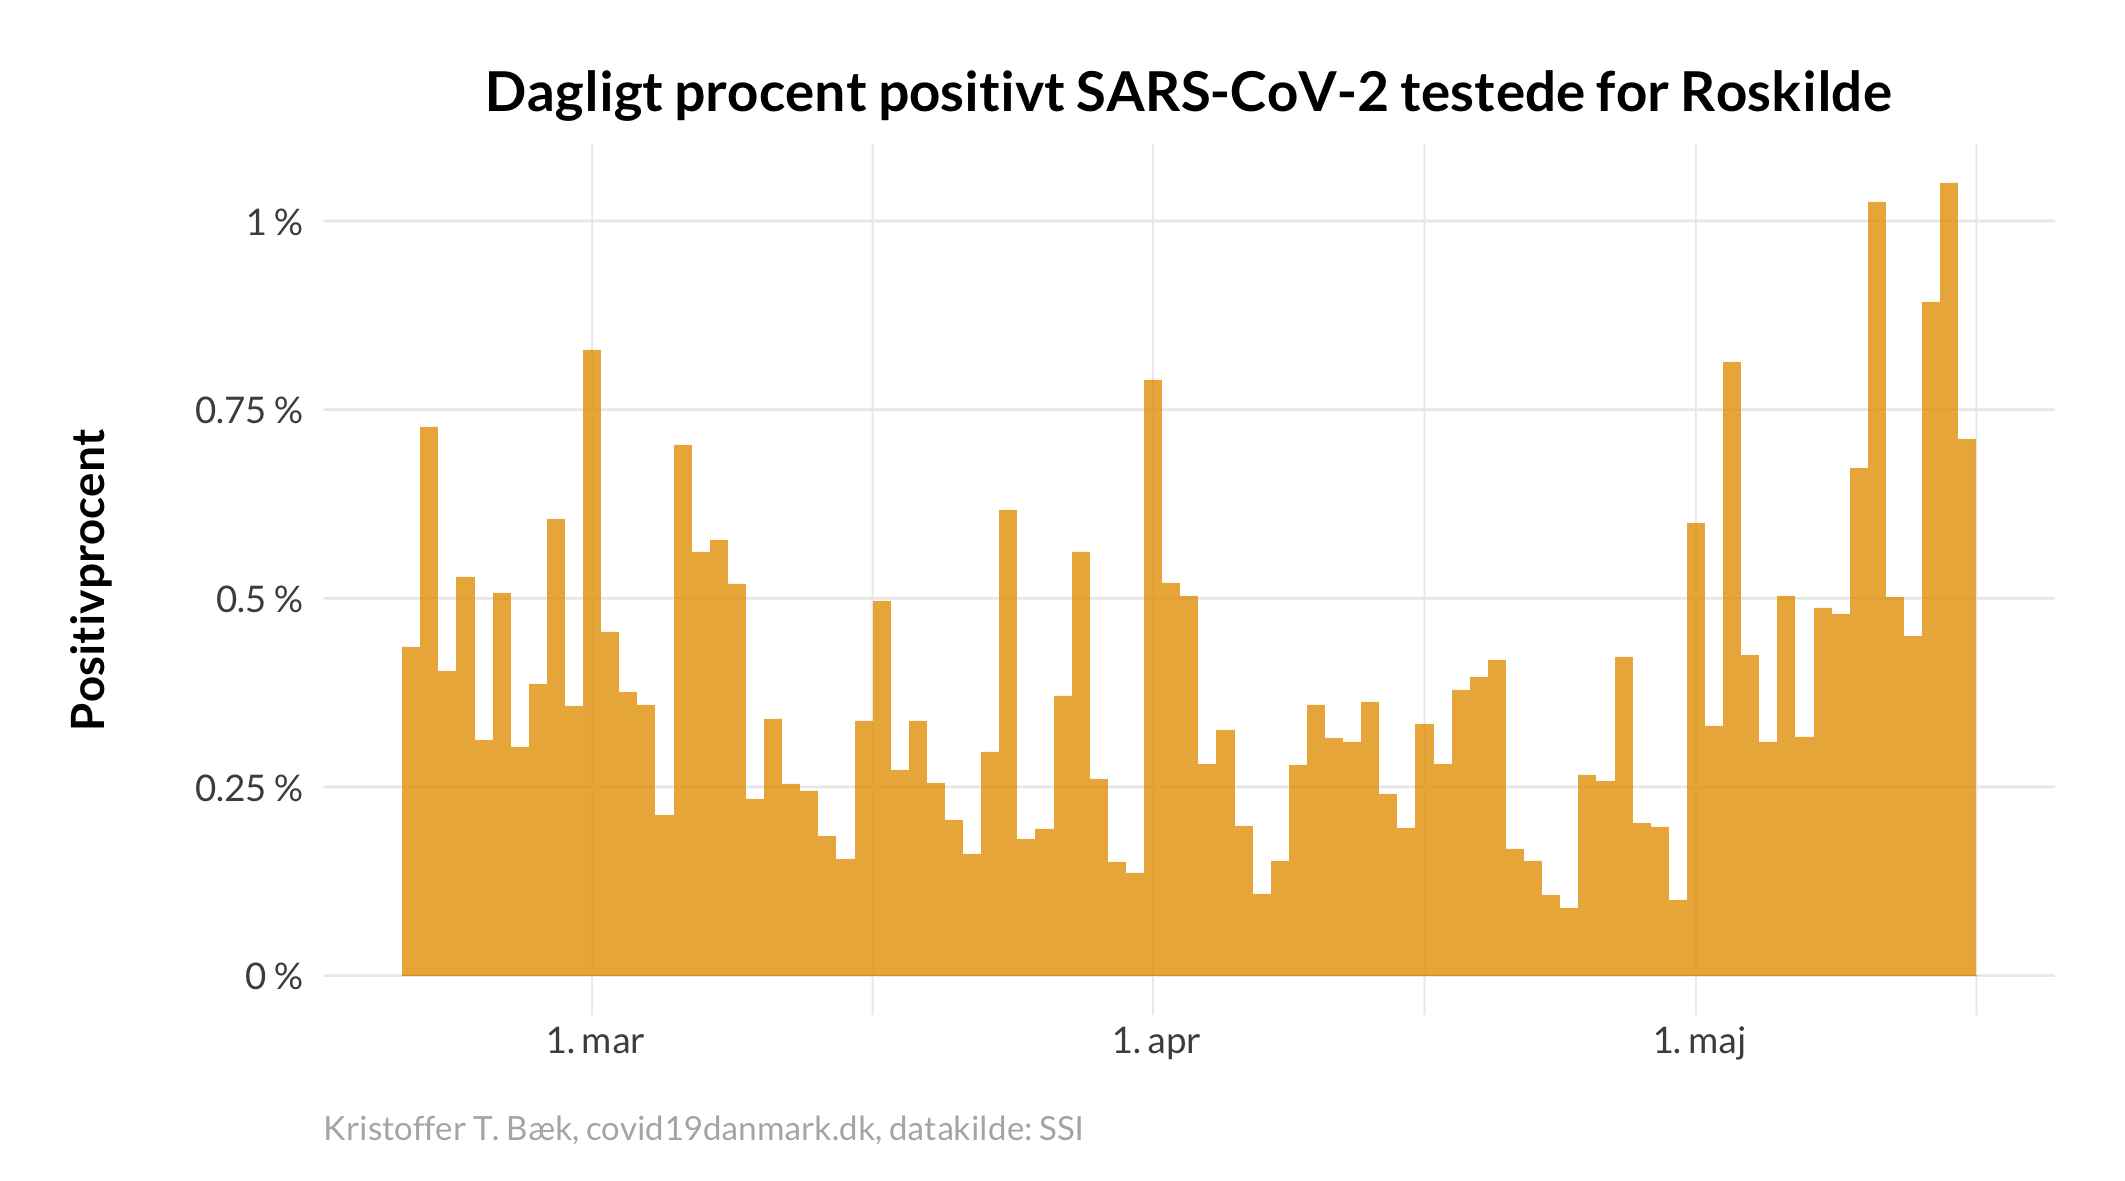 Dagligt procent positivt SARS-CoV-2 testede for Roskilde
Positivprocent
1 %
0.75 %
0.5 %
0.25 %
0 %
1. mar
1. apr
1. maj
Kristoffer T. Bæk, covid19danmark.dk, datakilde: SSI